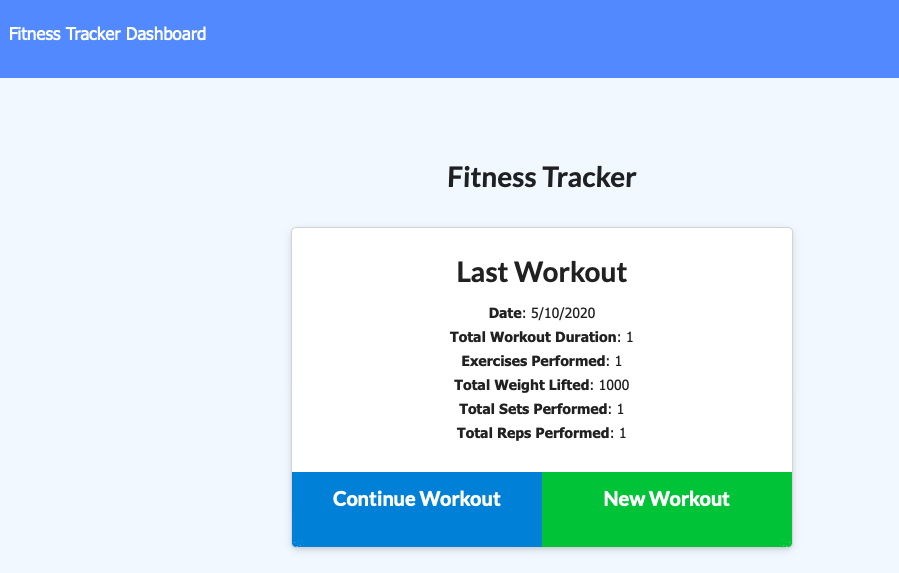 Fitness Tracker Dashboard
Fitness Tracker
Last Workout
Date: 5/10/2020
Total Workout Duration: 1
Exercises Performed: 1
Total Weight Lifted: 1000
Total Sets Performed: 1
Total Reps Performed: 1
Continue Workout
New Workout